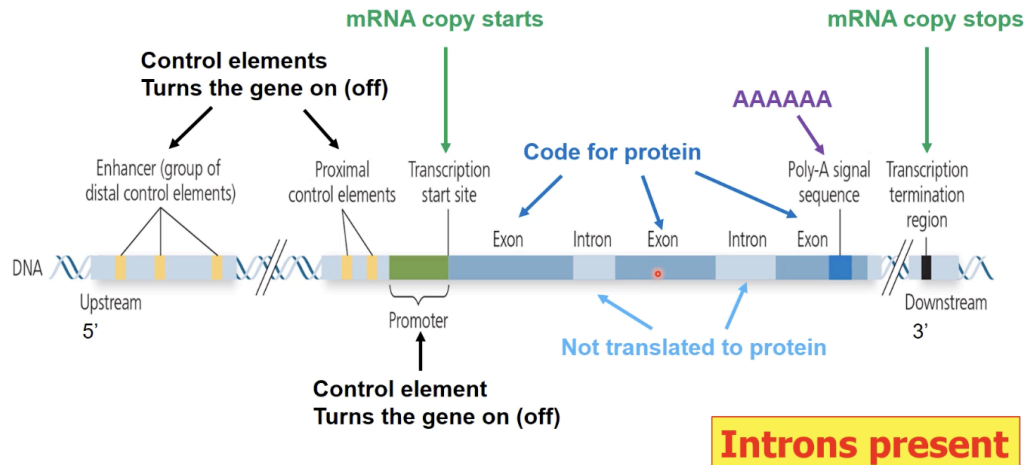 mRNA copy starts
mRNA copy stops
Control elements
Turns the gene on (off)
AAAAAA
Enhancer (group of
distal control elements)
Proximal
control elements
Transcription
start site
Code for protein
Poly-A signal
sequence
Transcription
termination
region
Exon
Intron
Exon
Intron
Exon
DNA
Upstream
Downstream
5’
3’
Promoter
Not translated to protein
Control element
Turns the gene on (off)
Introns present